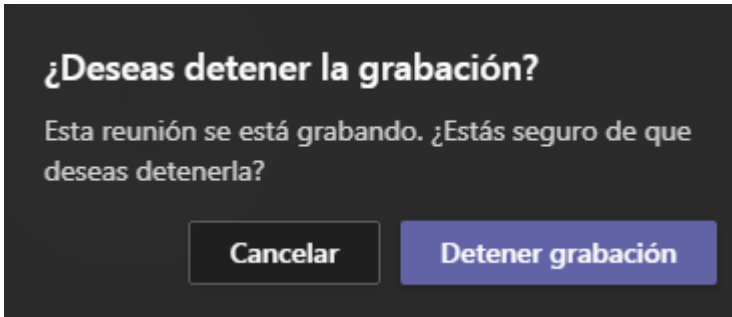 ¿Deseas detener la grabación?
Esta reunión se está grabando. ¿Estás seguro de que
deseas detenerla?
Cancelar
Detener grabación